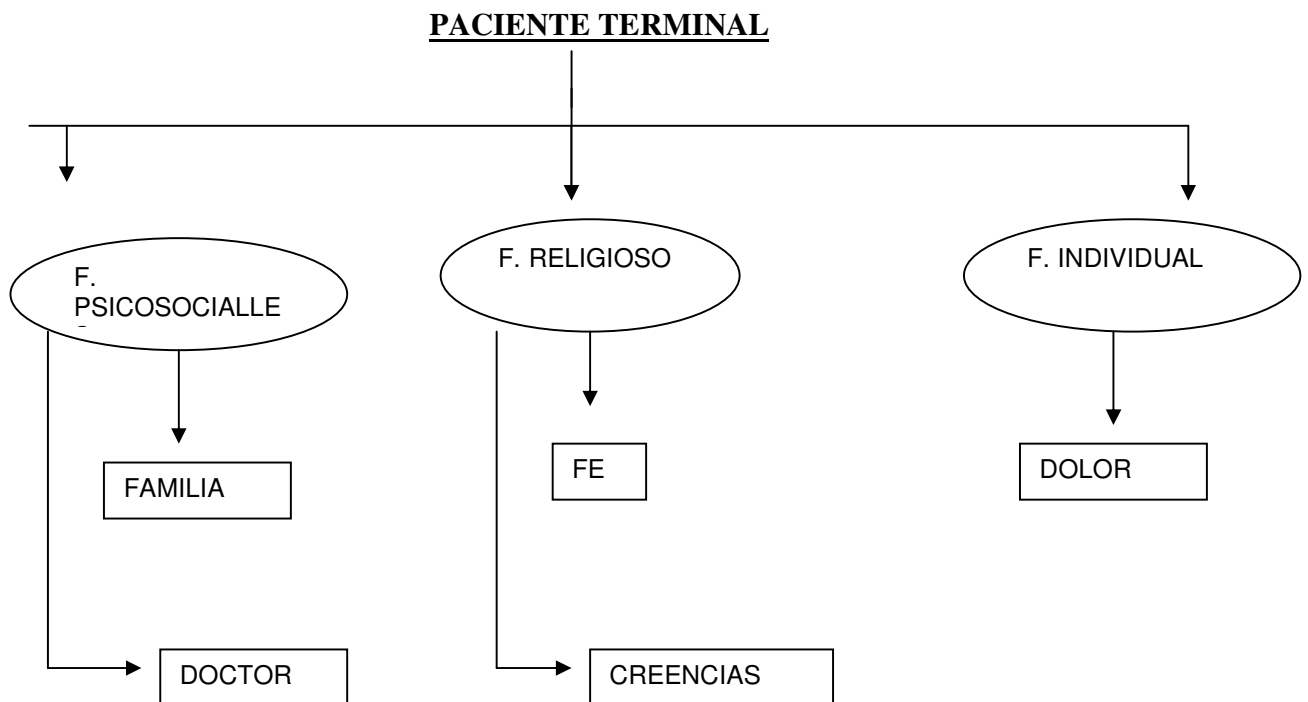 PACIENTE TERMINAL
F.
PSICOSOCIALLE
F. RELIGIOSO
F. INDIVIDUAL
FAMILIA
FE
DOLOR
DOCTOR
CREENCIAS